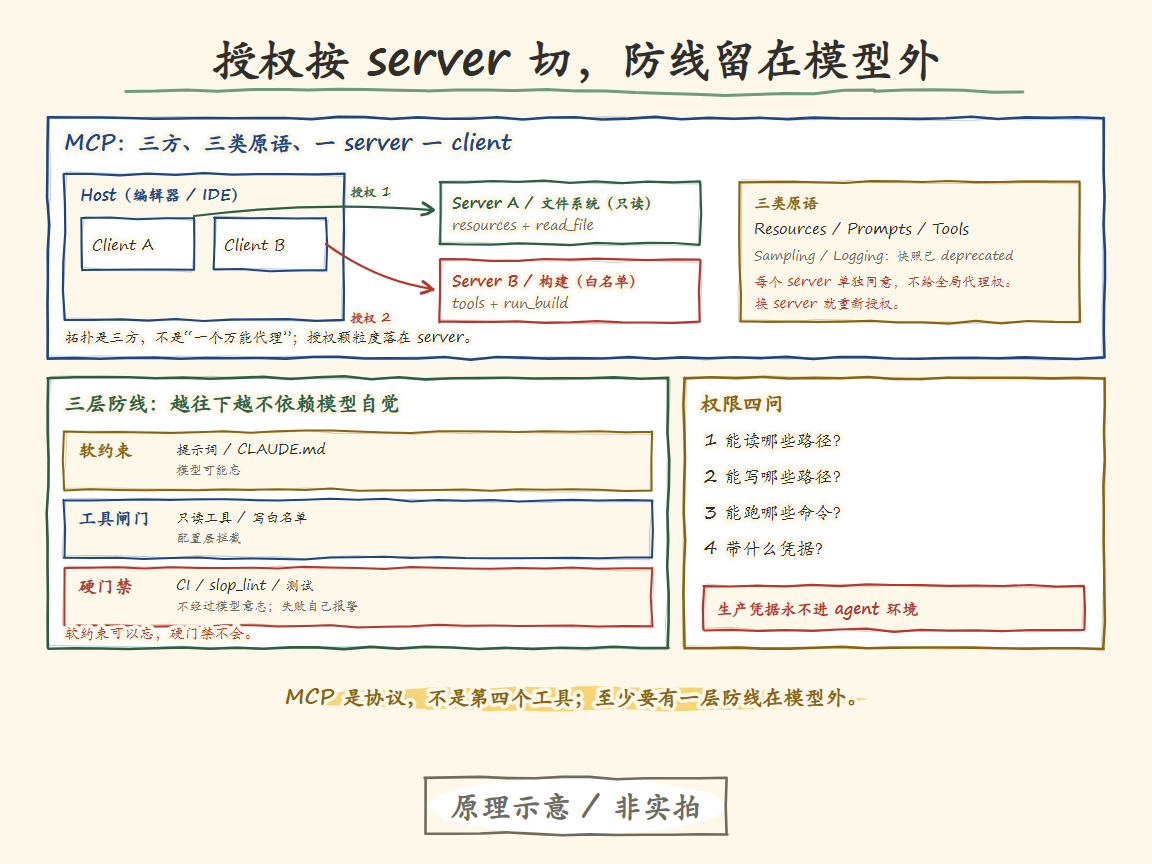 授权按 server 切，防线留在模型外
MCP：三方、三类原语、一 server 一 client
Host（编辑器 / IDE）
Client A
Client B
授权 1
授权 2
Server A / 文件系统（只读）
resources + read_file
Server B / 构建（白名单）
tools + run_build
三类原语
Resources / Prompts / Tools
Sampling / Logging：快照已 deprecated
每个 server 单独同意，不给全局代理权。
换 server 就重新授权。
拓扑是三方，不是“一个万能代理”；授权颗粒度落在 server。
三层防线：越往下越不依赖模型自觉
软约束
提示词 / CLAUDE.md
模型可能忘
工具闸门
只读工具 / 写白名单
配置层拦截
硬门禁
CI / slop_lint / 测试
不经过模型意志；失败自己报警
软约束可以忘，硬门禁不会。
权限四问
1 能读哪些路径？
2 能写哪些路径？
3 能跑哪些命令？
4 带什么凭据？
生产凭据永不进 agent 环境
MCP 是协议，不是第四个工具；至少要有一层防线在模型外。
原理示意 / 非实拍